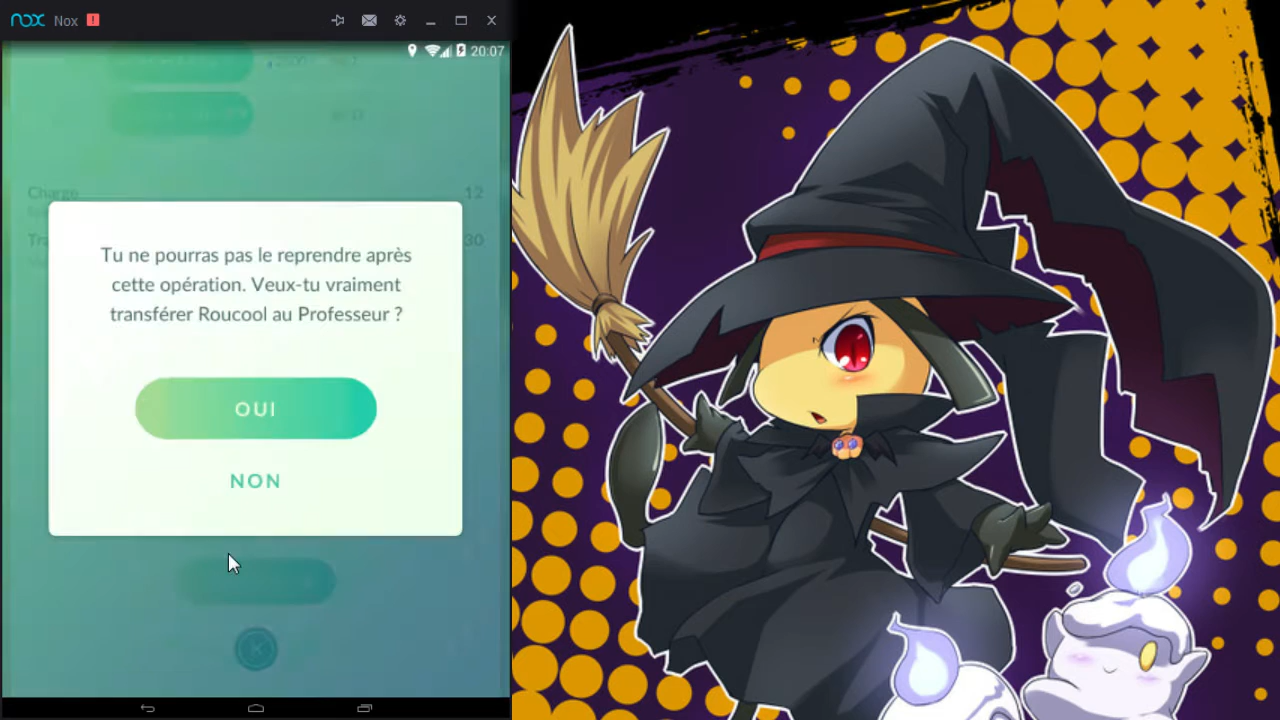 nox Nox !
20:07
Charge 12
30
Tu ne pourras pas le reprendre après
cette opération. Veux-tu vraiment
transférer Roucool au Professeur ?
OUI
NON